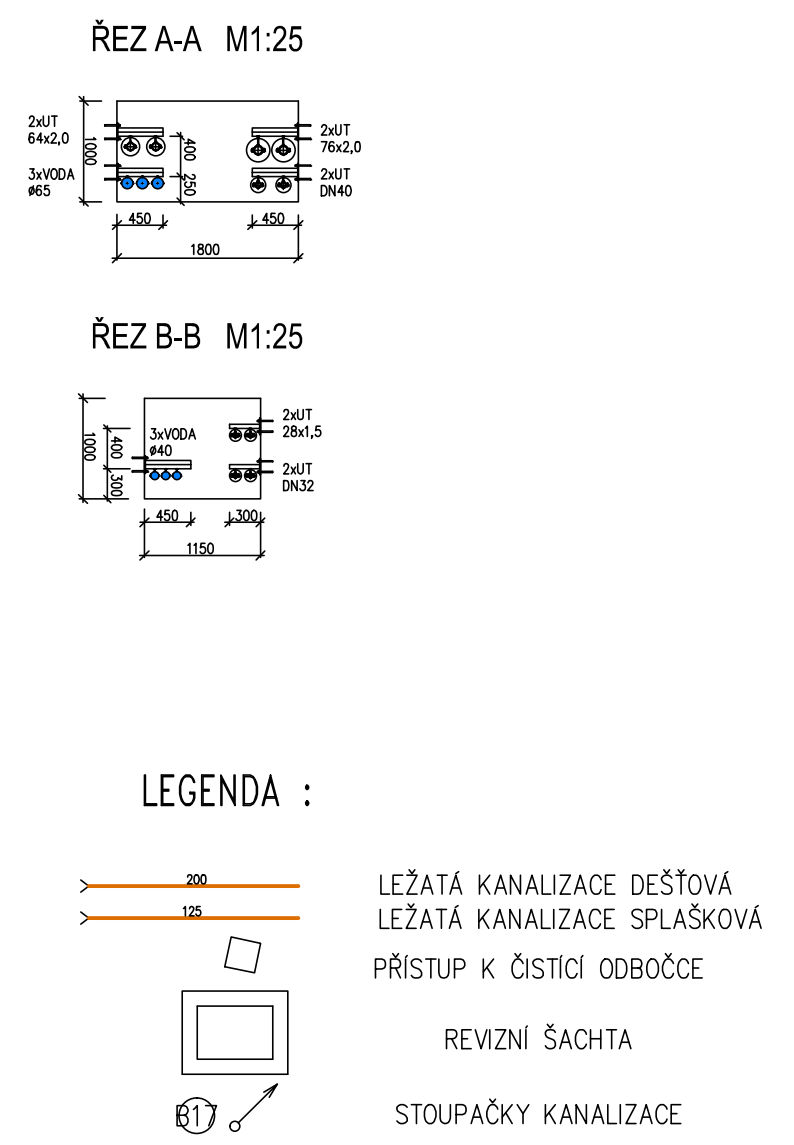 ŘEZ A-A M1:25
2xUT
64x2,0
3xVODA
ø65
1000
400
250
2xUT
76x2,0
2xUT
DN40
450
450
1800
ŘEZ B-B M1:25
1000
400
300
3xVODA
ø40
2xUT
28x1,5
2xUT
DN32
450
300
1150
LEGENDA :
200
LEŽATÁ KANALIZACE DEŠŤOVÁ
125
LEŽATÁ KANALIZACE SPLAŠKOVÁ
PŘÍSTUP K ČISTÍCÍ ODBOČCE
REVIZNÍ ŠACHTA
B17
STOUPAČKY KANALIZACE